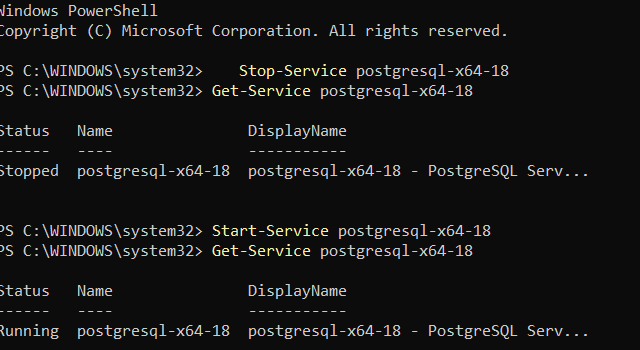 Windows PowerShell
Copyright (C) Microsoft Corporation. All rights reserved.
PS C:\WINDOWS\system32>    Stop-Service postgresql-x64-18
PS C:\WINDOWS\system32> Get-Service postgresql-x64-18
Status   Name               DisplayName
------   ----               -----------
Stopped  postgresql-x64-18  postgresql-x64-18 - PostgreSQL Serv...
PS C:\WINDOWS\system32> Start-Service postgresql-x64-18
PS C:\WINDOWS\system32> Get-Service postgresql-x64-18
Status   Name               DisplayName
------   ----               -----------
Running  postgresql-x64-18  postgresql-x64-18 - PostgreSQL Serv...